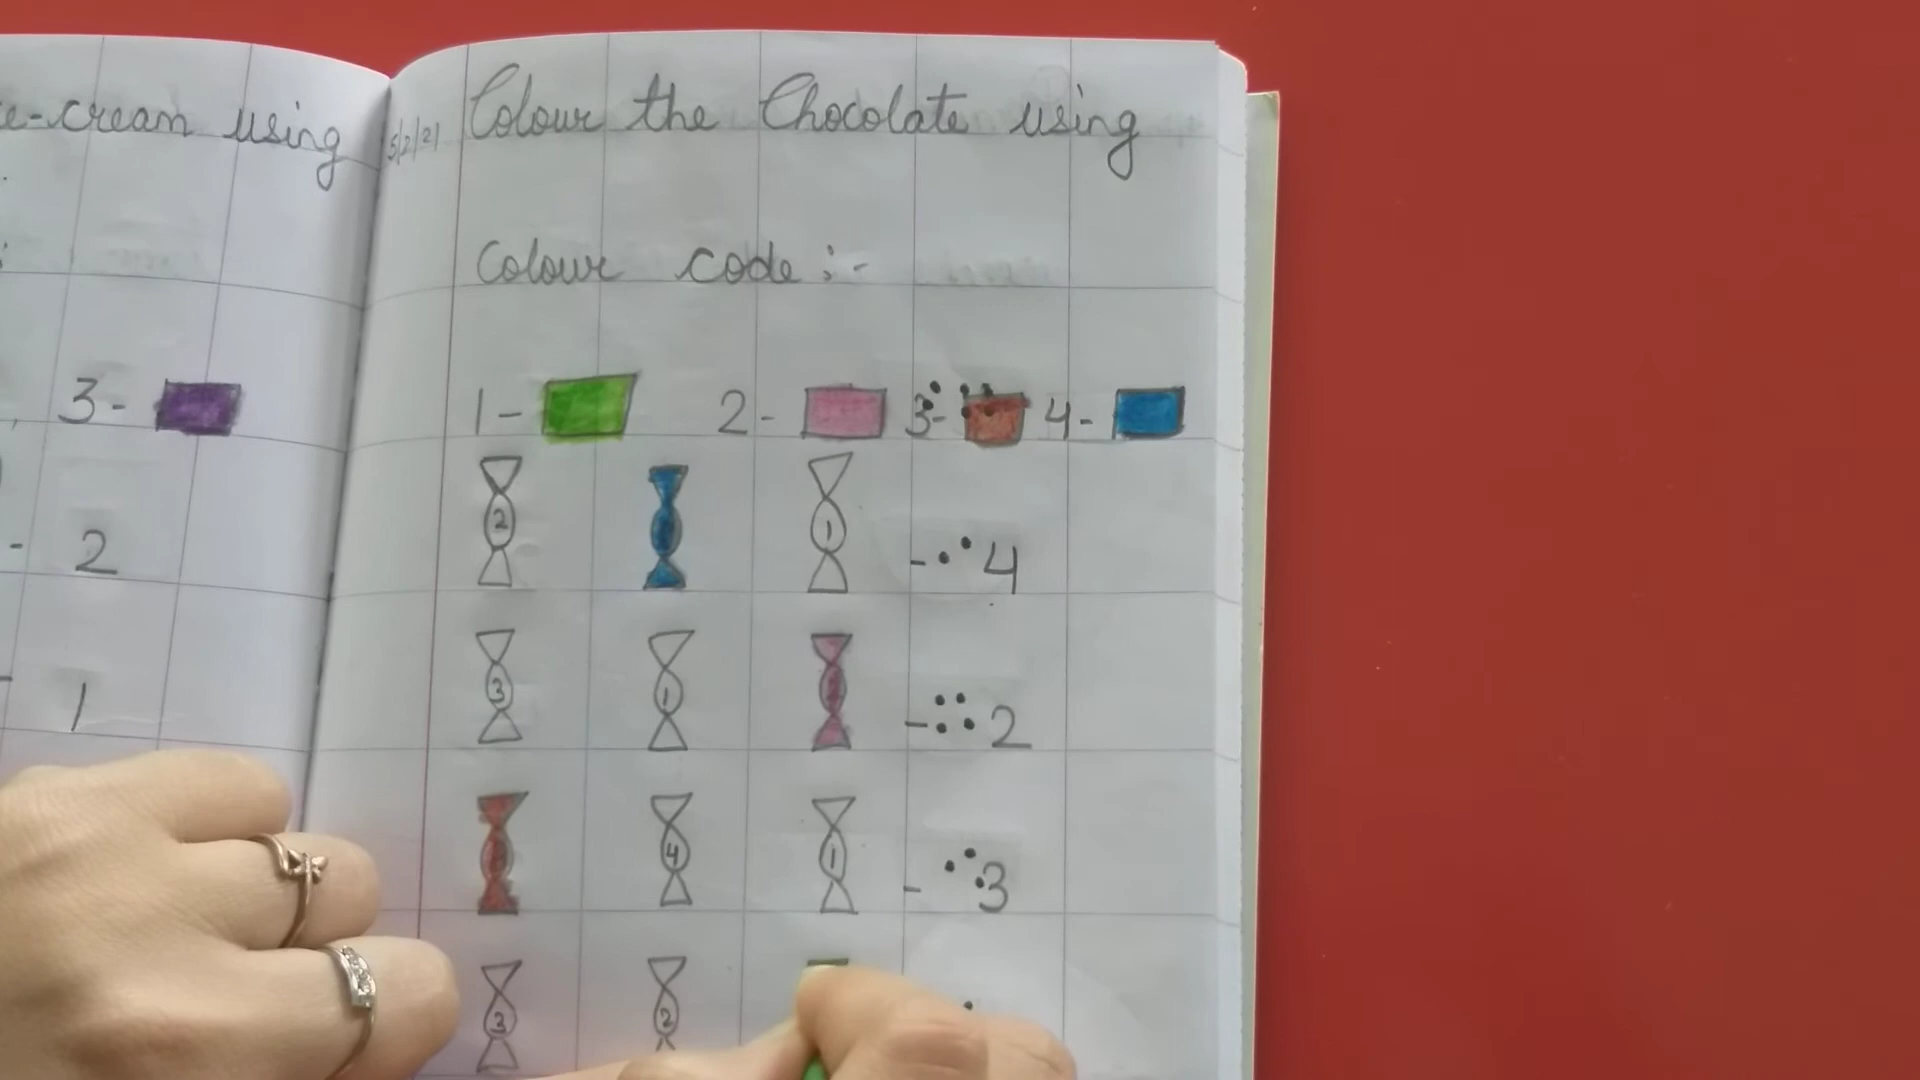 e-cream using
3-
- 2
- 1
5/2/21 Colour the Chocolate using
Colour code :-
1- 2- 3- 4-
2 1 - 4
3 1 2 - 2
4 1 - 3
3 2